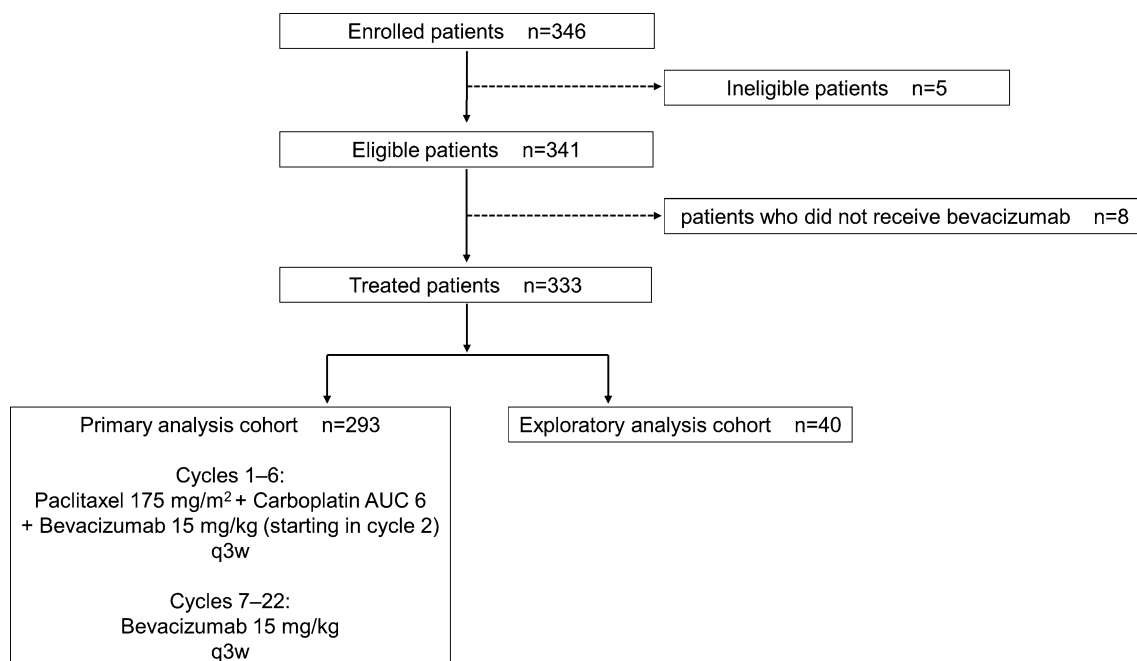 Enrolled patients n=346
Ineligible patients n=5
Eligible patients n=341
patients who did not receive bevacizumab n=8
Treated patients n=333
Primary analysis cohort n=293
Cycles 1–6:
Paclitaxel 175 mg/m² + Carboplatin AUC 6
+ Bevacizumab 15 mg/kg (starting in cycle 2)
q3w
Cycles 7–22:
Bevacizumab 15 mg/kg
q3w
Exploratory analysis cohort n=40